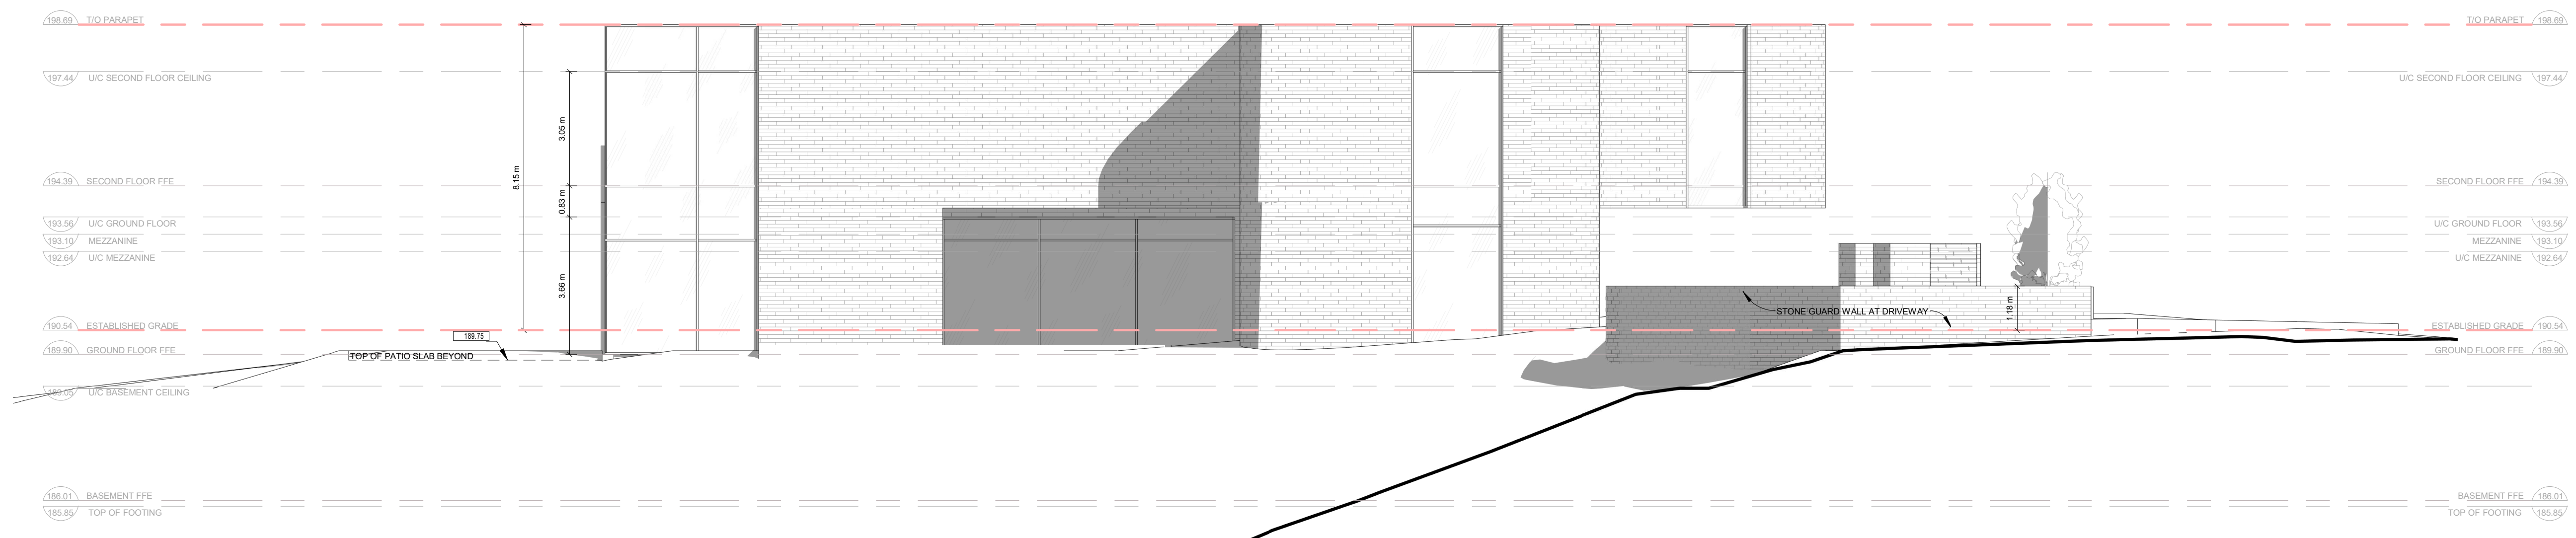 198.69 T/O PARAPET
T/O PARAPET 198.69
197.44 U/C SECOND FLOOR CEILING
U/C SECOND FLOOR CEILING 197.44
3.05 m
8.15 m
194.39 SECOND FLOOR FFE
SECOND FLOOR FFE 194.39
0.83 m
193.56 U/C GROUND FLOOR
U/C GROUND FLOOR 193.56
193.10 MEZZANINE
MEZZANINE 193.10
192.64 U/C MEZZANINE
U/C MEZZANINE 192.64
3.66 m
1.18 m
STONE GUARD WALL AT DRIVEWAY
190.54 ESTABLISHED GRADE
ESTABLISHED GRADE 190.54
189.75
189.90 GROUND FLOOR FFE
GROUND FLOOR FFE 189.90
TOP OF PATIO SLAB BEYOND
189.05 U/C BASEMENT CEILING
186.01 BASEMENT FFE
BASEMENT FFE 186.01
185.85 TOP OF FOOTING
TOP OF FOOTING 185.85